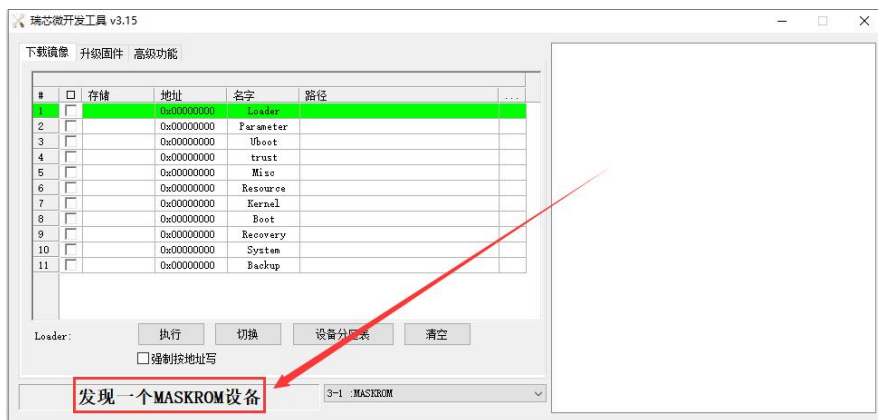 瑞芯微开发工具 v3.15
下载镜像 升级固件 高级功能
# 存储 地址 名字 路径 ...
1 0x00000000 Loader
2 0x00000000 Parameter
3 0x00000000 Uboot
4 0x00000000 trust
5 0x00000000 Misc
6 0x00000000 Resource
7 0x00000000 Kernel
8 0x00000000 Boot
9 0x00000000 Recovery
10 0x00000000 System
11 0x00000000 Backup
Loader: 执行 切换 设备分区表 清空
强制按地址写
发现一个MASKROM设备 3-1 :MASKROM